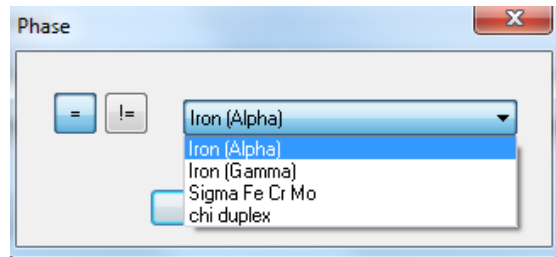 Phase
X
= != Iron (Alpha)
Iron (Alpha)
Iron (Gamma)
Sigma Fe Cr Mo
chi duplex